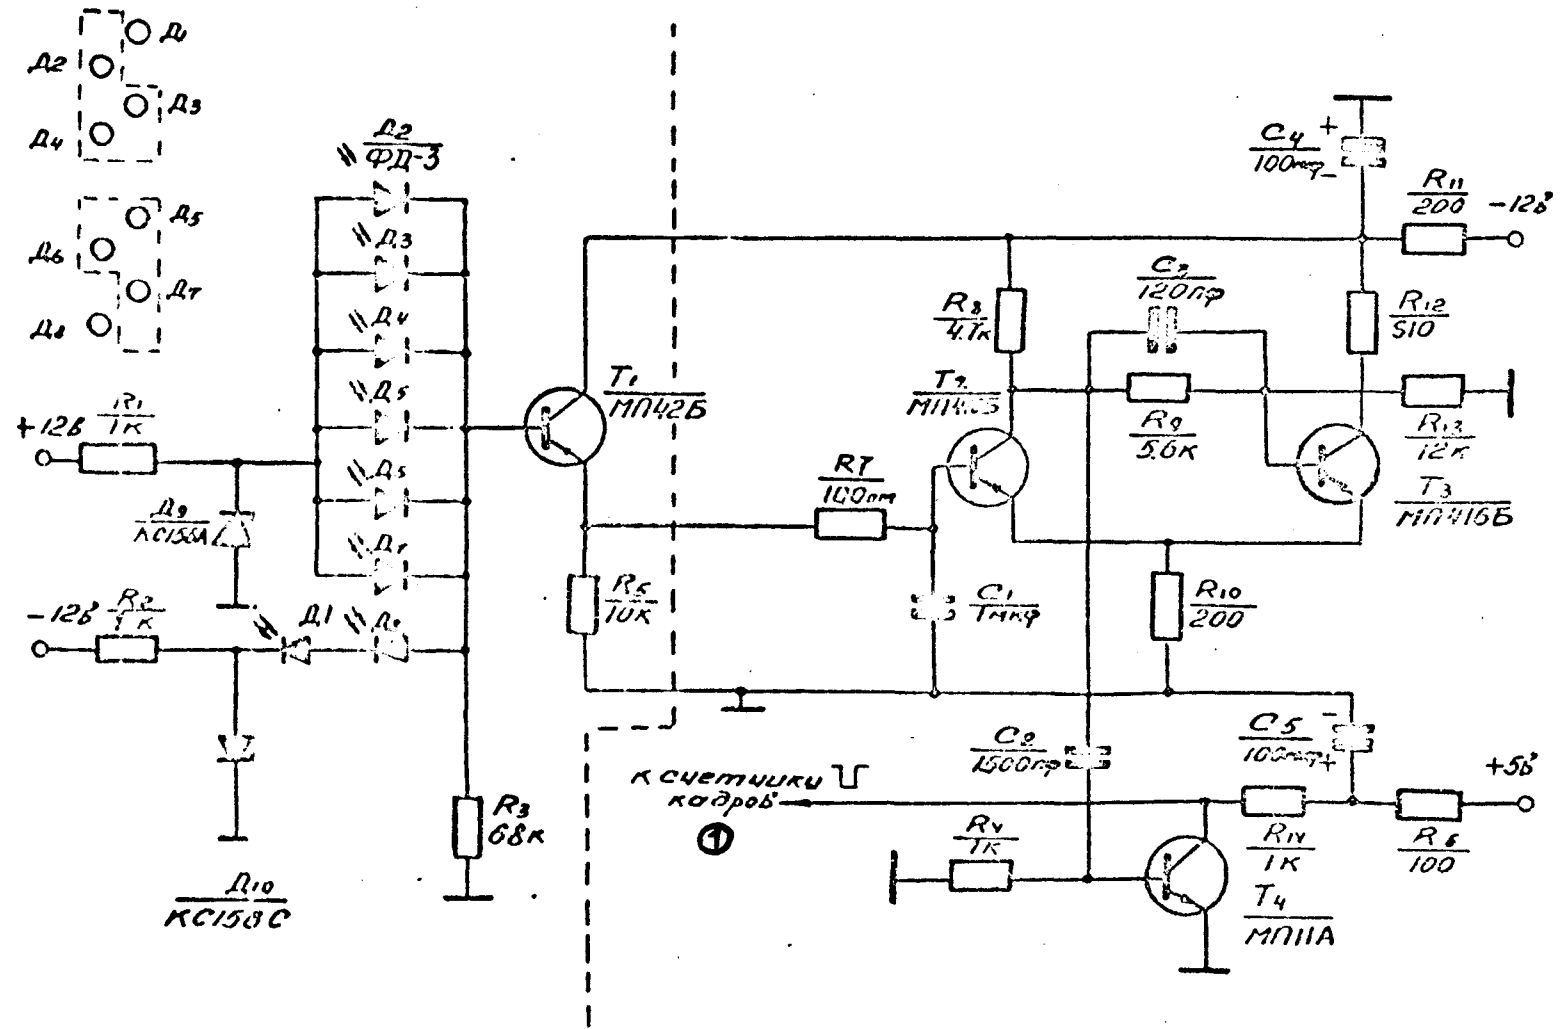 Д1
Д2
Д3
Д4
Д5
Д6
Д7
Д8
Д2
ФД-3
Д3
Д4
Д5
Д5
Д7
+12в
R1
1к
Д9
КС156А
-12в
R2
1к
Д1
Д10
КС158С
R3
68к
T1
МП42Б
R5
10к
R7
100
C1
1мкф
R8
4.7к
T2
C3
120пф
R9
5.6к
C4
+
100мкф
-
R11
200
-12в
R12
510
R13
12к
T3
МП416Б
R10
200
C2
1500пф
C5
-
100мкф
+
+5в
к счетчику
кадров
1
R4
1к
R14
1к
R6
100
T4
МП11А